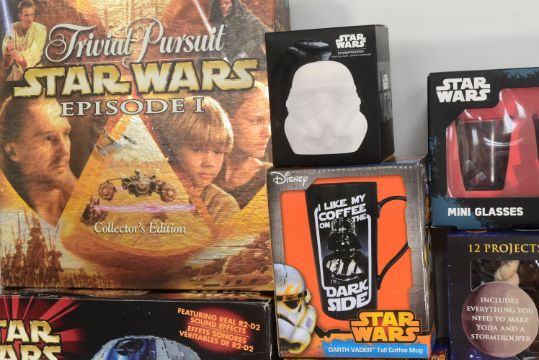 Trivial Pursuit
STAR WARS
EPISODE I
Collector's Edition
STAR WARS
FEATURING REAL R2-D2
SOUND EFFECTS
EFFETS SONORES
VERITABLES DE R2-D2
STAR
WARS
Disney
I LIKE MY
COFFEE
ON THE
DARK
SIDE
STAR
WARS
DARTH VADER Tall Coffee Mug
STAR
WARS
MINI GLASSES
12 PROJECTS
INCLUDES
EVERYTHING YOU
NEED TO MAKE
YODA AND A
STORMTROOPER